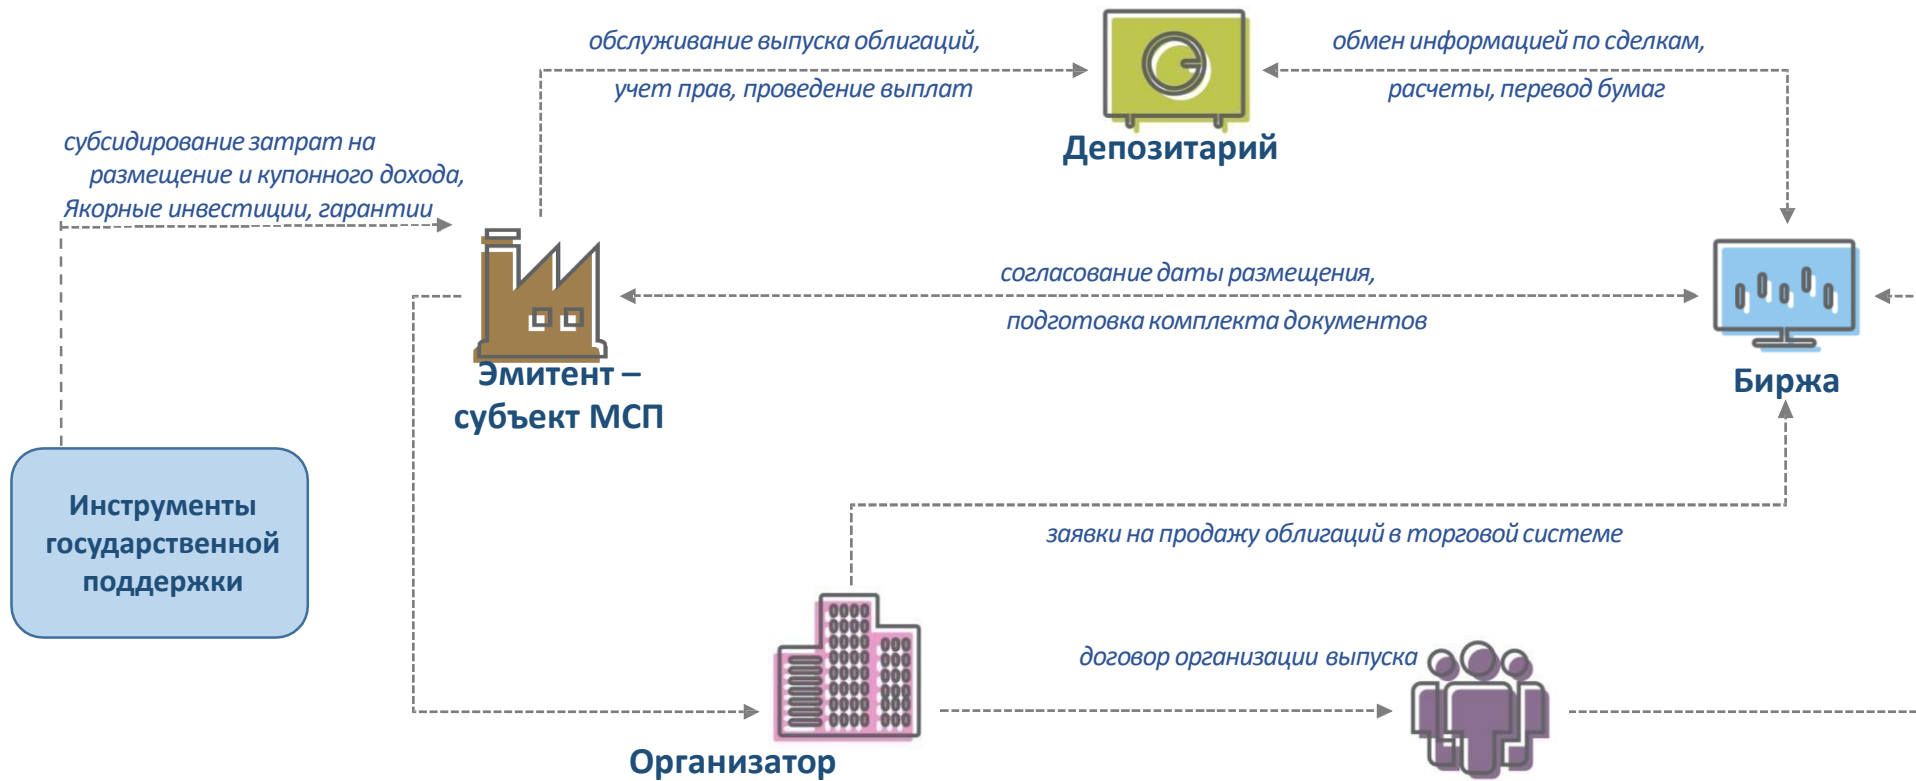 обслуживание выпуска облигаций,
учет прав, проведение выплат
обмен информацией по сделкам,
расчеты, перевод бумаг
Депозитарий
субсидирование затрат на
размещение и купонного дохода,
Якорные инвестиции, гарантии
согласование даты размещения,
подготовка комплекта документов
Эмитент –
субъект МСП
Биржа
Инструменты
государственной
поддержки
заявки на продажу облигаций в торговой системе
договор организации выпуска
Организатор